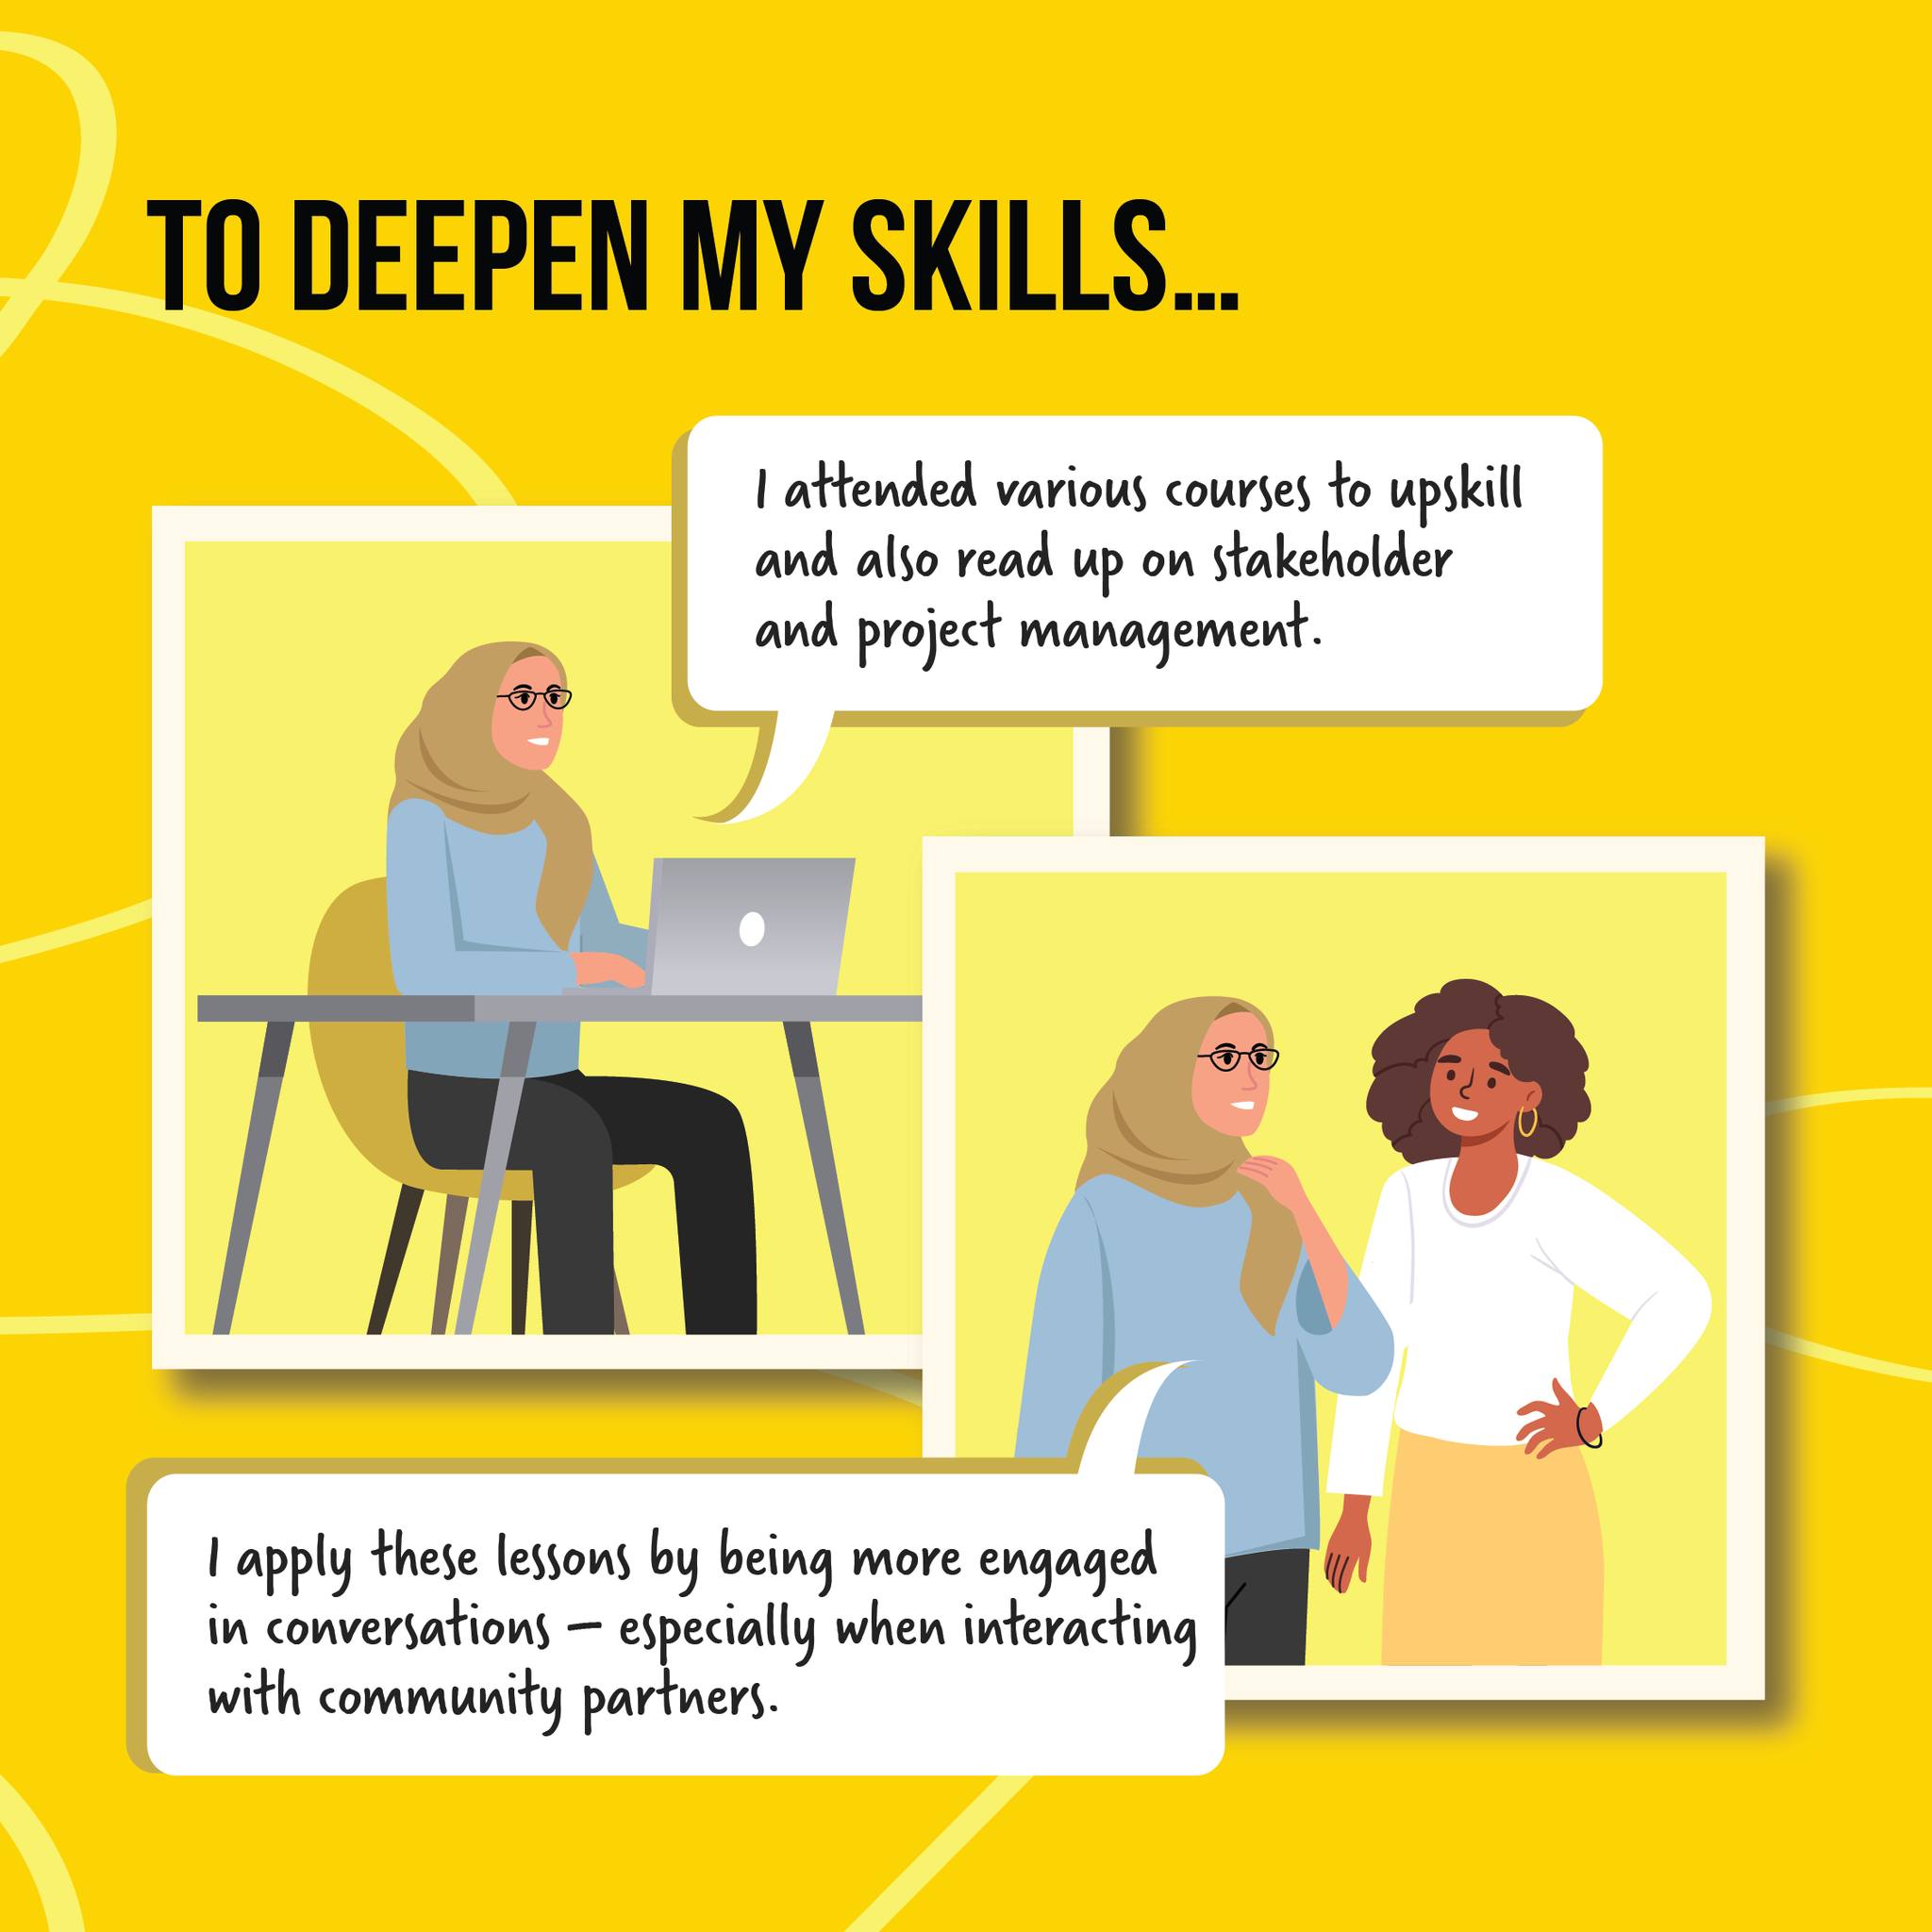 TO DEEPEN MY SKILLS...
I attended various courses to upskill
and also read up on stakeholder
and project management.
I apply these lessons by being more engaged
in conversations — especially when interacting
with community partners.